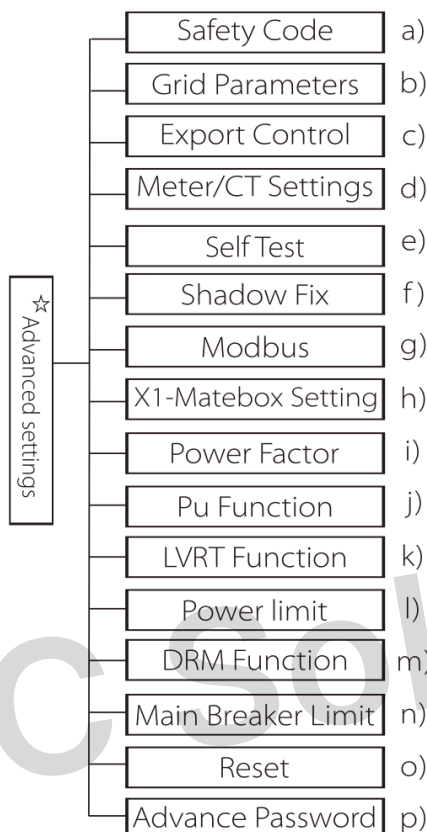 Safety Code a)
Grid Parameters b)
Export Control c)
Meter/CT Settings d)
Self Test e)
Shadow Fix f)
☆ Advanced settings
Modbus g)
X1-Matebox Setting h)
Power Factor i)
Pu Function j)
LVRT Function k)
Power limit l)
DRM Function m)
Main Breaker Limit n)
Reset o)
Advance Password p)